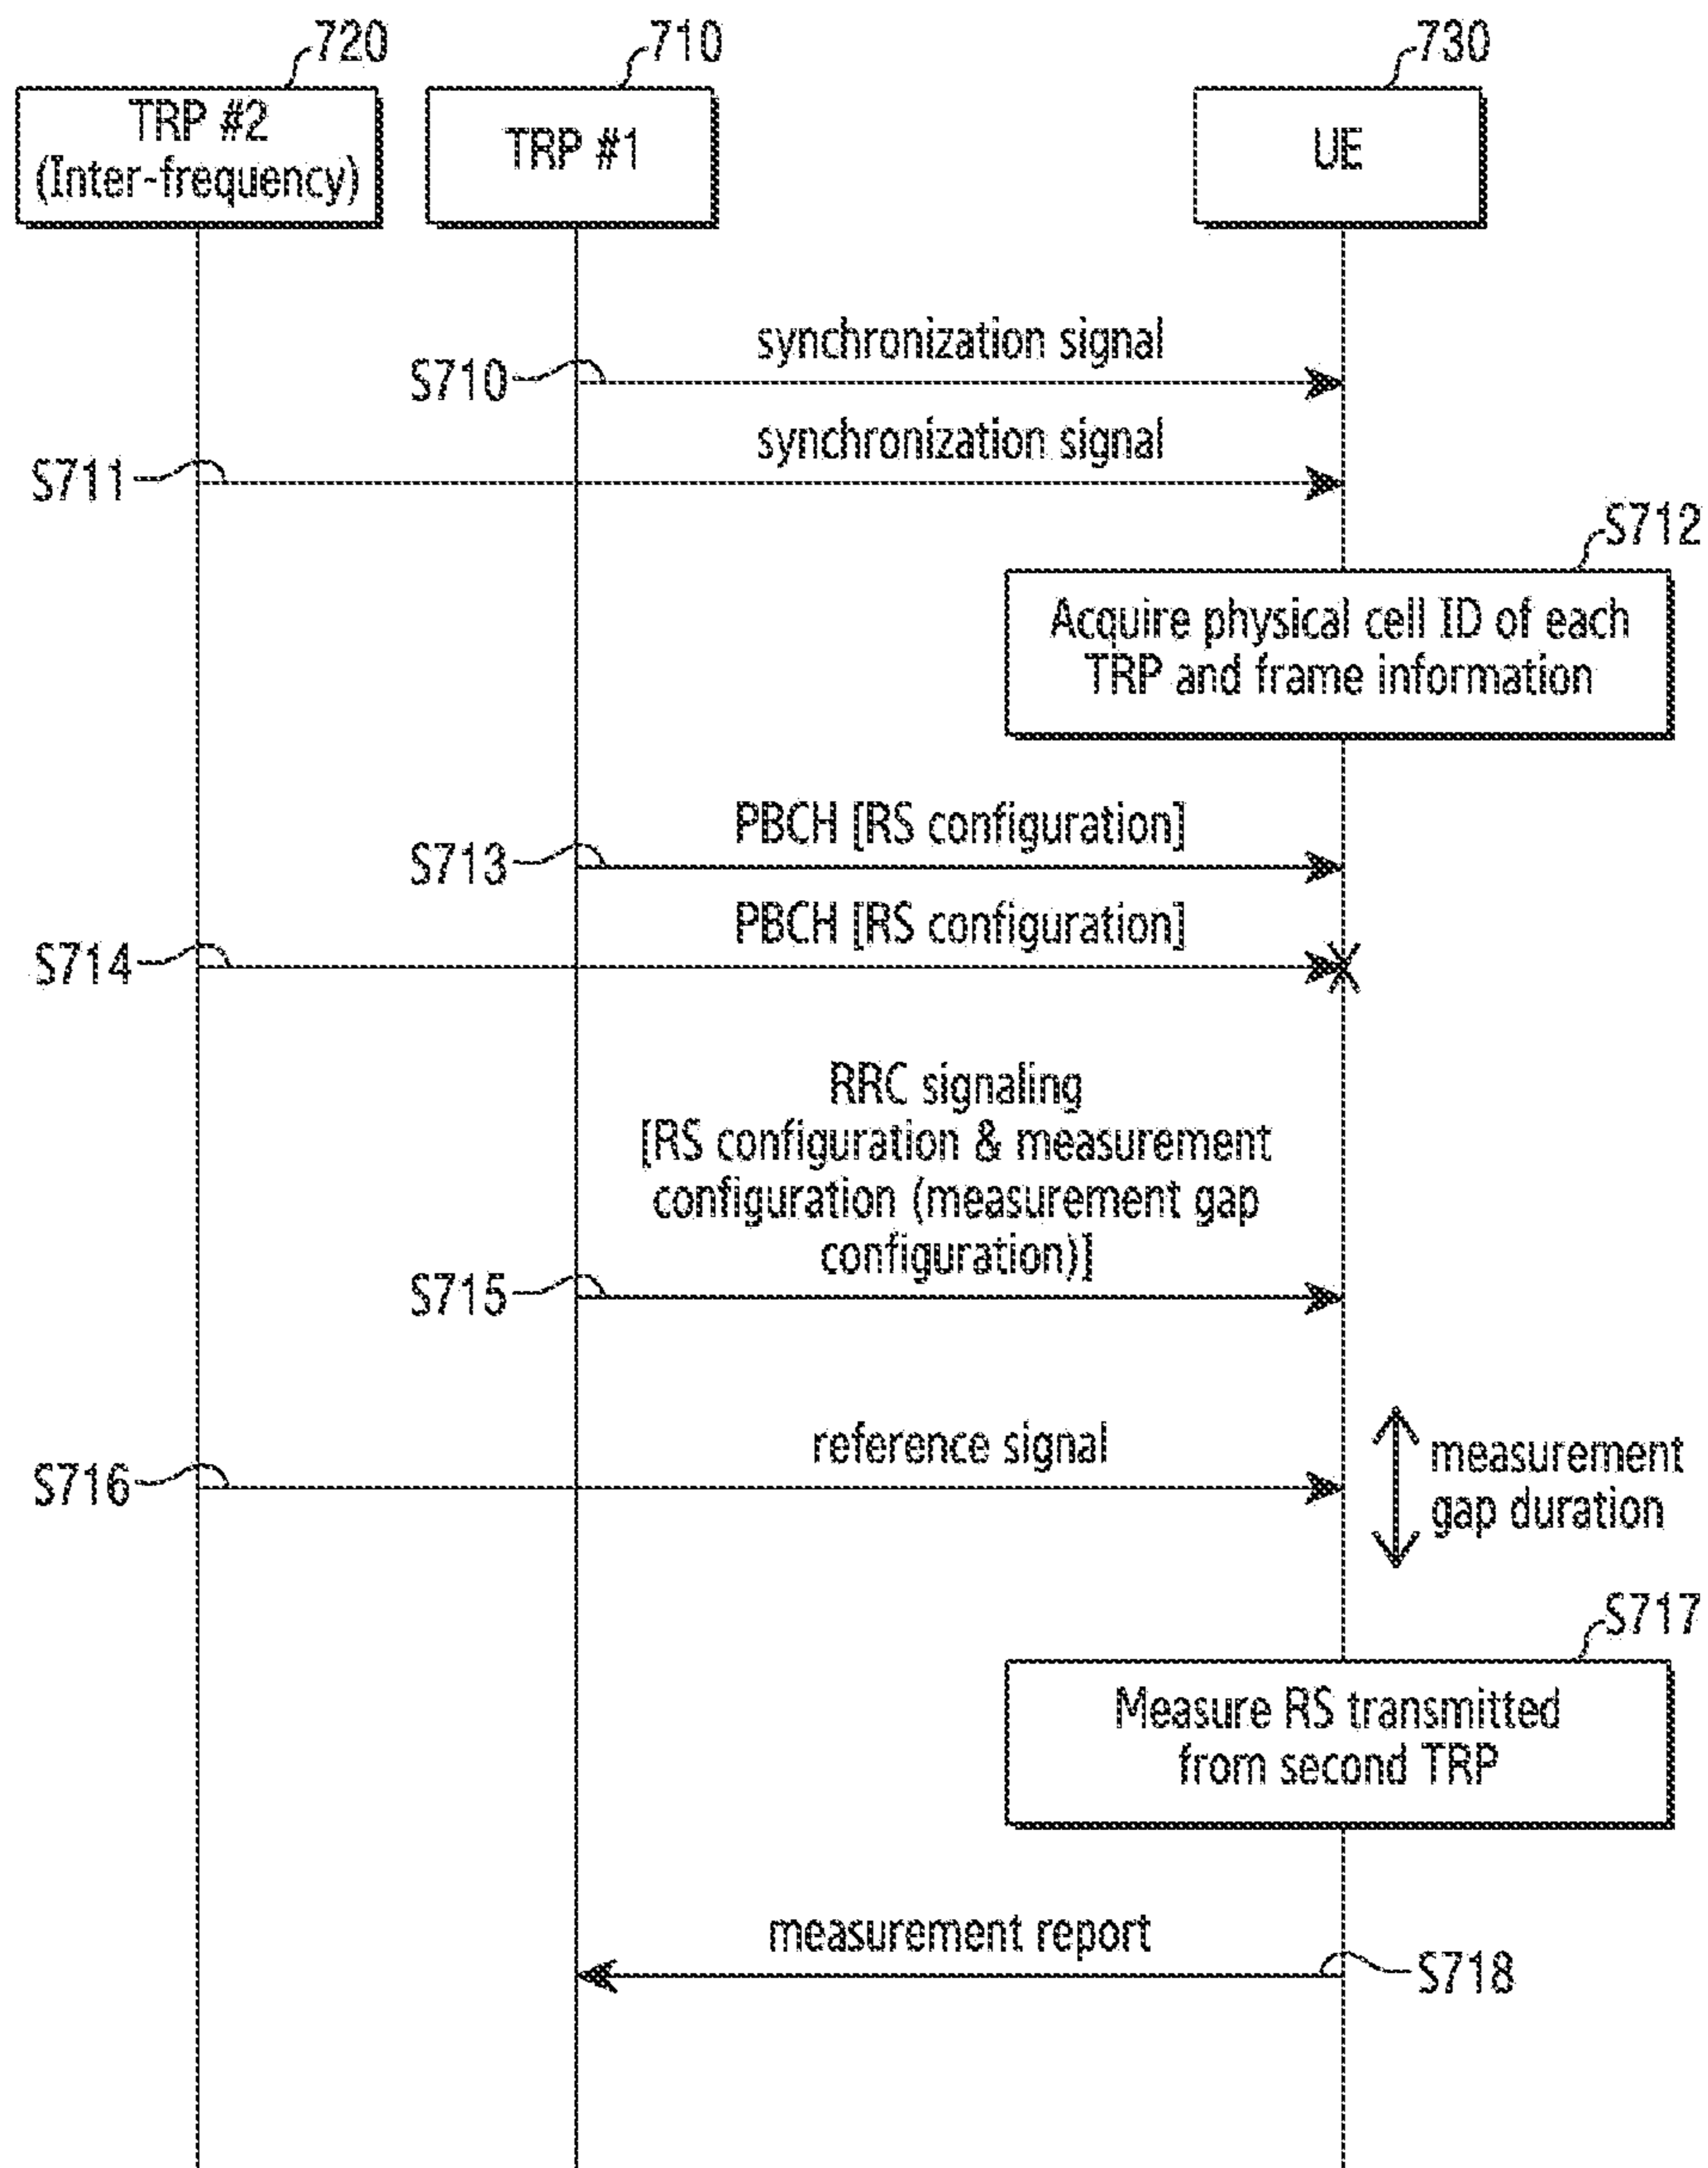 720
710
730
TRP #2
(Inter-frequency)
TRP #1
UE
synchronization signal
S710
synchronization signal
S711
S712
Acquire physical cell ID of each
TRP and frame information
PBCH [RS configuration]
S713
PBCH [RS configuration]
S714
RRC signaling
[RS configuration & measurement
configuration (measurement gap
configuration)]
S715
reference signal
S716
measurement
gap duration
S717
Measure RS transmitted
from second TRP
measurement report
S718